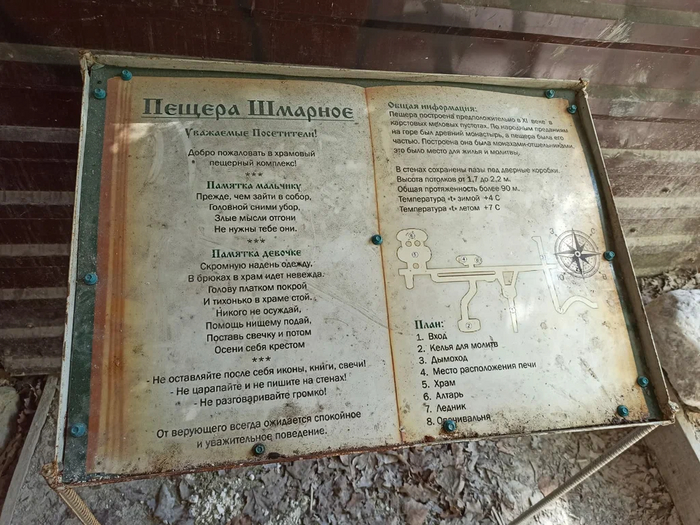 Пещера Шмарное
Уважаемые Посетители!
Добро пожаловать в храмовый
пещерный комплекс!
***
Памятка мальчику
Прежде, чем зайти в собор,
Головной сними убор,
Злые мысли отгони
Не нужны тебе они.
***
Памятка девочке
Скромную надень одежду,
В брюках в храм идет невежда.
Голову платком покрой
И тихонько в храме стой.
Никого не осуждай,
Помощь нищему подай,
Поставь свечку и потом
Осени себя крестом
***
- Не оставляйте после себя иконы, книги, свечи!
- Не царапайте и не пишите на стенах!
- Не разговаривайте громко!
От верующего всегда ожидается спокойное
и уважительное поведение.
Общая информация:
Пещера построена предположительно в XI веке в
карстовых меловых пустотах. По народным преданиям
на горе был древний монастырь, а пещера была его
частью. Построена она была монахами-отшельниками,
это было место для жилья и молитвы,
В стенах сохранены пазы под дверные коробки.
Высота потолков от 1,7 до 2,2 м.
Общая протяженность более 90 м.
Температура «t» зимой +4 С
Температура «t» летом +7 С
План:
1. Вход
2. Келья для молитв
3. Дымоход
4. Место расположения печи
5. Храм
6. Алтарь
7. Ледник
8.